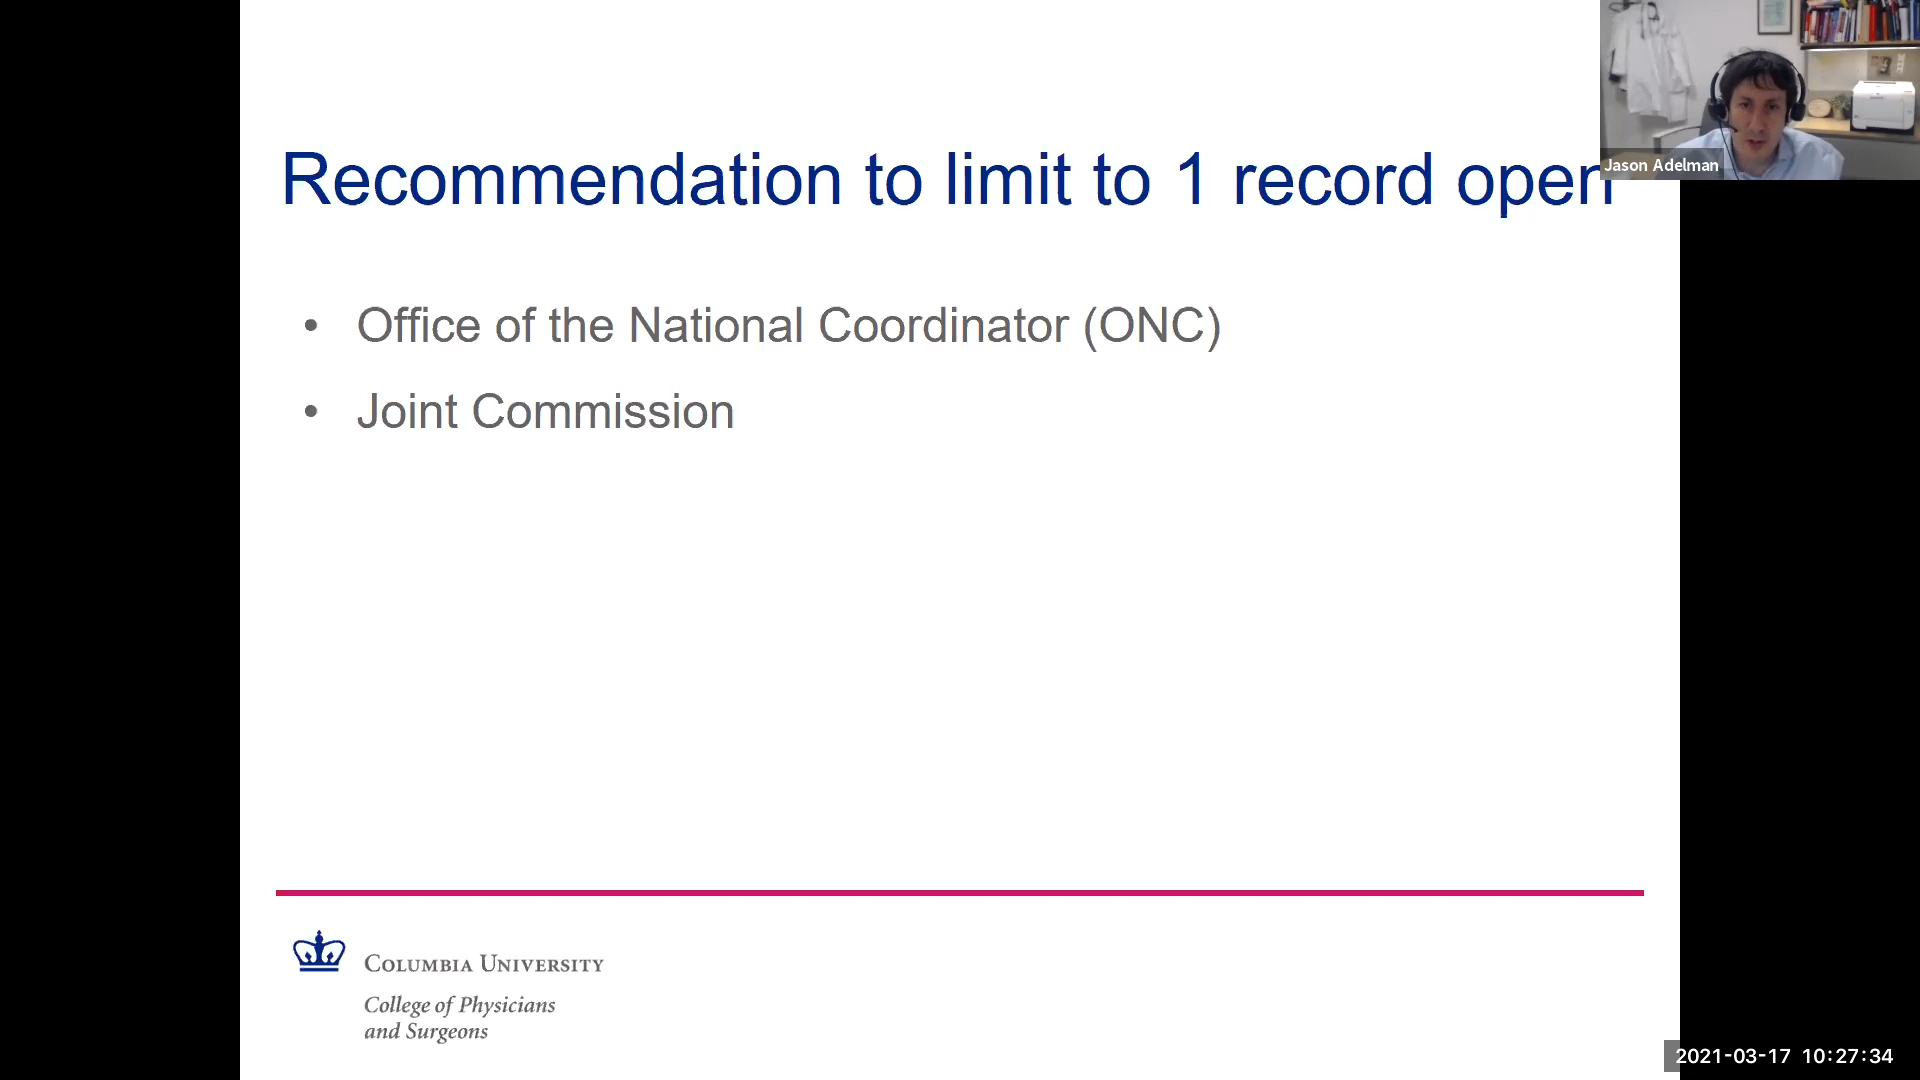 Recommendation to limit to 1 record open
Jason Adelman
• Office of the National Coordinator (ONC)
• Joint Commission
COLUMBIA UNIVERSITY
College of Physicians
and Surgeons
2021-03-17 10:27:34